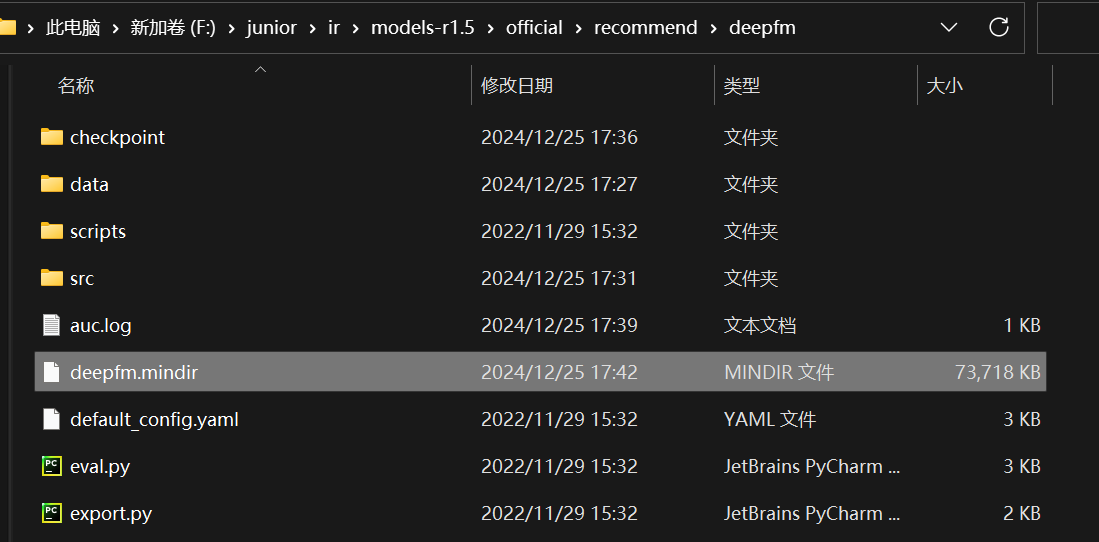 此电脑 > 新加卷 (F:) > junior > ir > models-r1.5 > official > recommend > deepfm
名称 修改日期 类型 大小
checkpoint 2024/12/25 17:36 文件夹
data 2024/12/25 17:27 文件夹
scripts 2022/11/29 15:32 文件夹
src 2024/12/25 17:31 文件夹
auc.log 2024/12/25 17:39 文本文档 1 KB
deepfm.mindir 2024/12/25 17:42 MINDIR 文件 73,718 KB
default_config.yaml 2022/11/29 15:32 YAML 文件 3 KB
PC eval.py 2022/11/29 15:32 JetBrains PyCharm ... 3 KB
PC export.py 2022/11/29 15:32 JetBrains PyCharm ... 2 KB